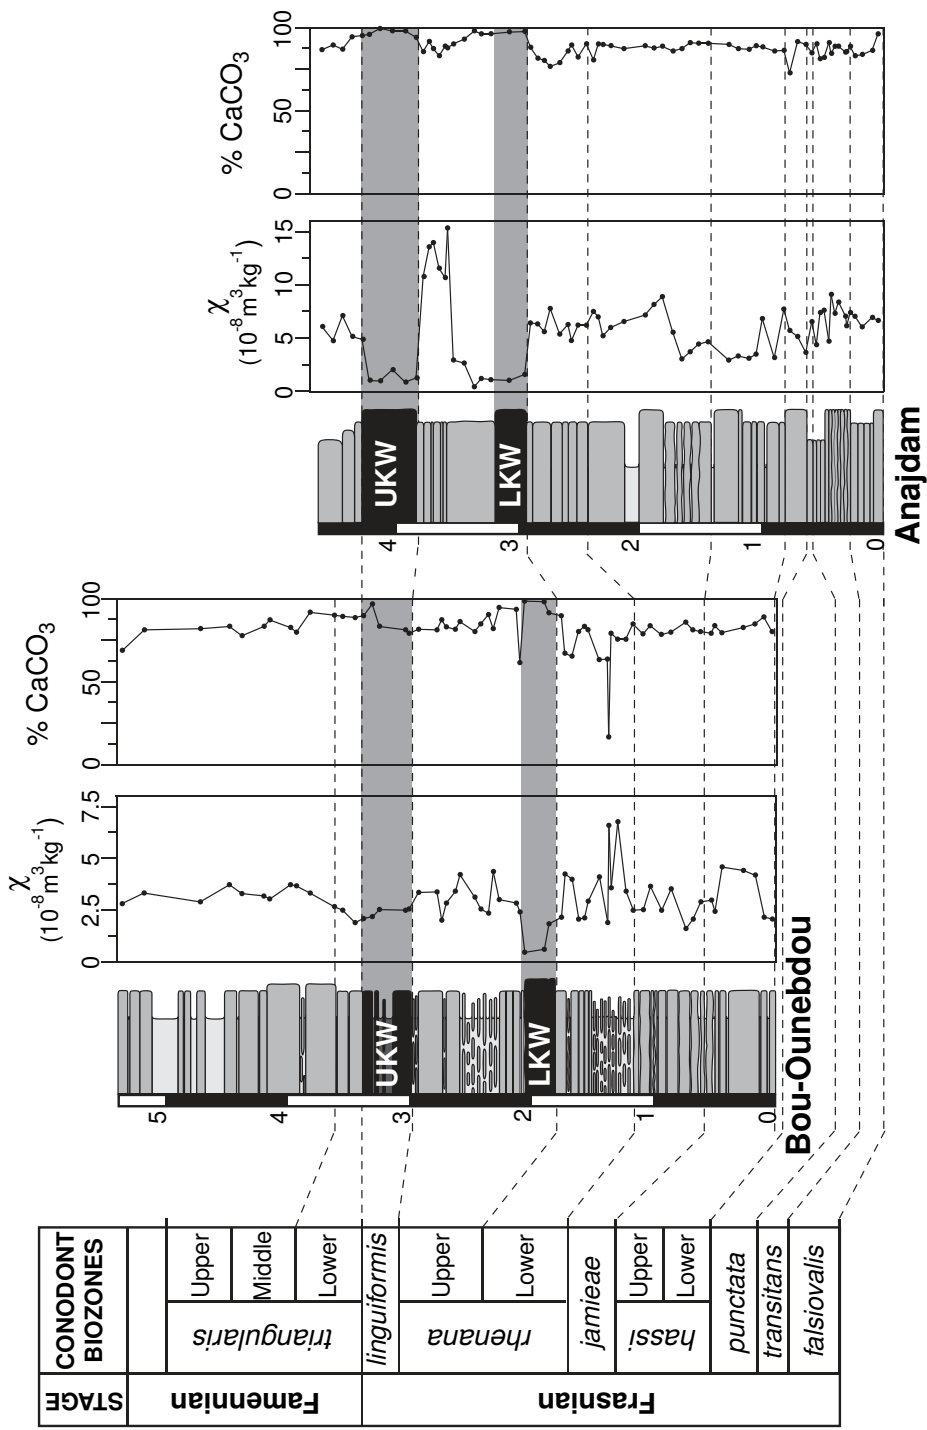 STAGE
CONODONT
BIOZONES
Famennian
Frasnian
triangularis
Upper
Middle
Lower
linguiformis
rhenana
Upper
Lower
jamieae
hassi
Upper
Lower
punctata
transitans
falsiovalis
5
4
3
2
1
0
UKW
LKW
Bou-Ounebdou
χ
(10⁻⁸m³kg⁻¹)
0
2.5
5
7.5
% CaCO₃
0
50
100
4
3
2
1
0
UKW
LKW
Anajdam
χ
(10⁻⁸m³kg⁻¹)
0
5
10
15
% CaCO₃
0
50
100